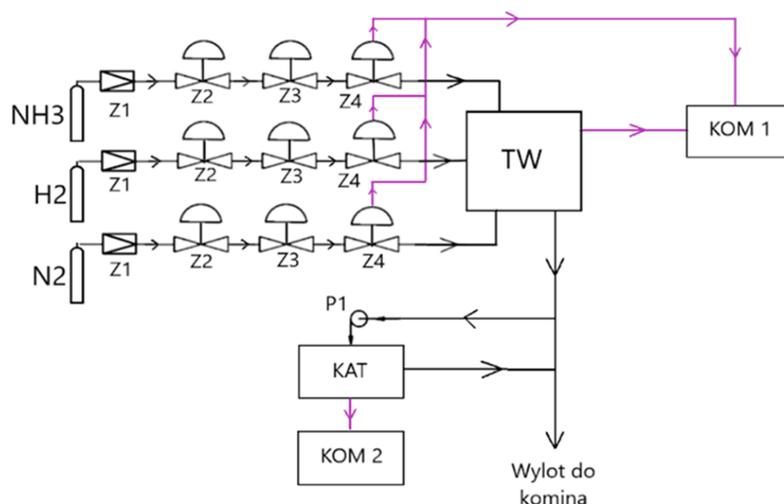 NH3
Z1
Z2
Z3
Z4
H2
Z1
Z2
Z3
Z4
N2
Z1
Z2
Z3
Z4
TW
KOM 1
P1
KAT
KOM 2
Wylot do
komina